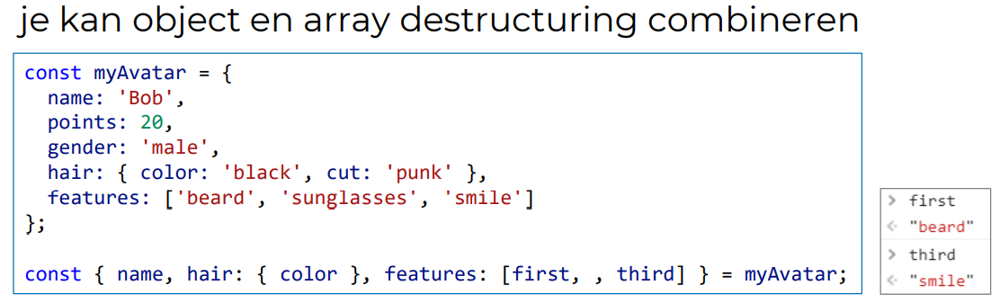 je kan object en array destructuring combineren
const myAvatar = {
  name: 'Bob',
  points: 20,
  gender: 'male',
  hair: { color: 'black', cut: 'punk' },
  features: ['beard', 'sunglasses', 'smile']
};
const { name, hair: { color }, features: [first, , third] } = myAvatar;
> first
<· "beard"
> third
<· "smile"